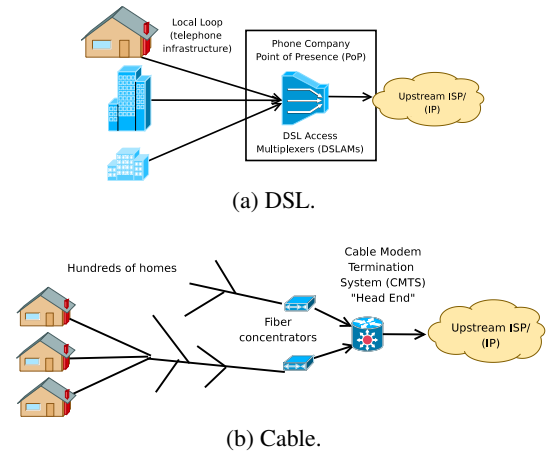 Local Loop
(telephone
infrastructure)
Phone Company
Point of Presence (PoP)
Upstream ISP/
(IP)
DSL Access
Multiplexers (DSLAMs)
(a) DSL.
Hundreds of homes
Cable Modem
Termination
System (CMTS)
"Head End"
Fiber
concentrators
Upstream ISP/
(IP)
(b) Cable.